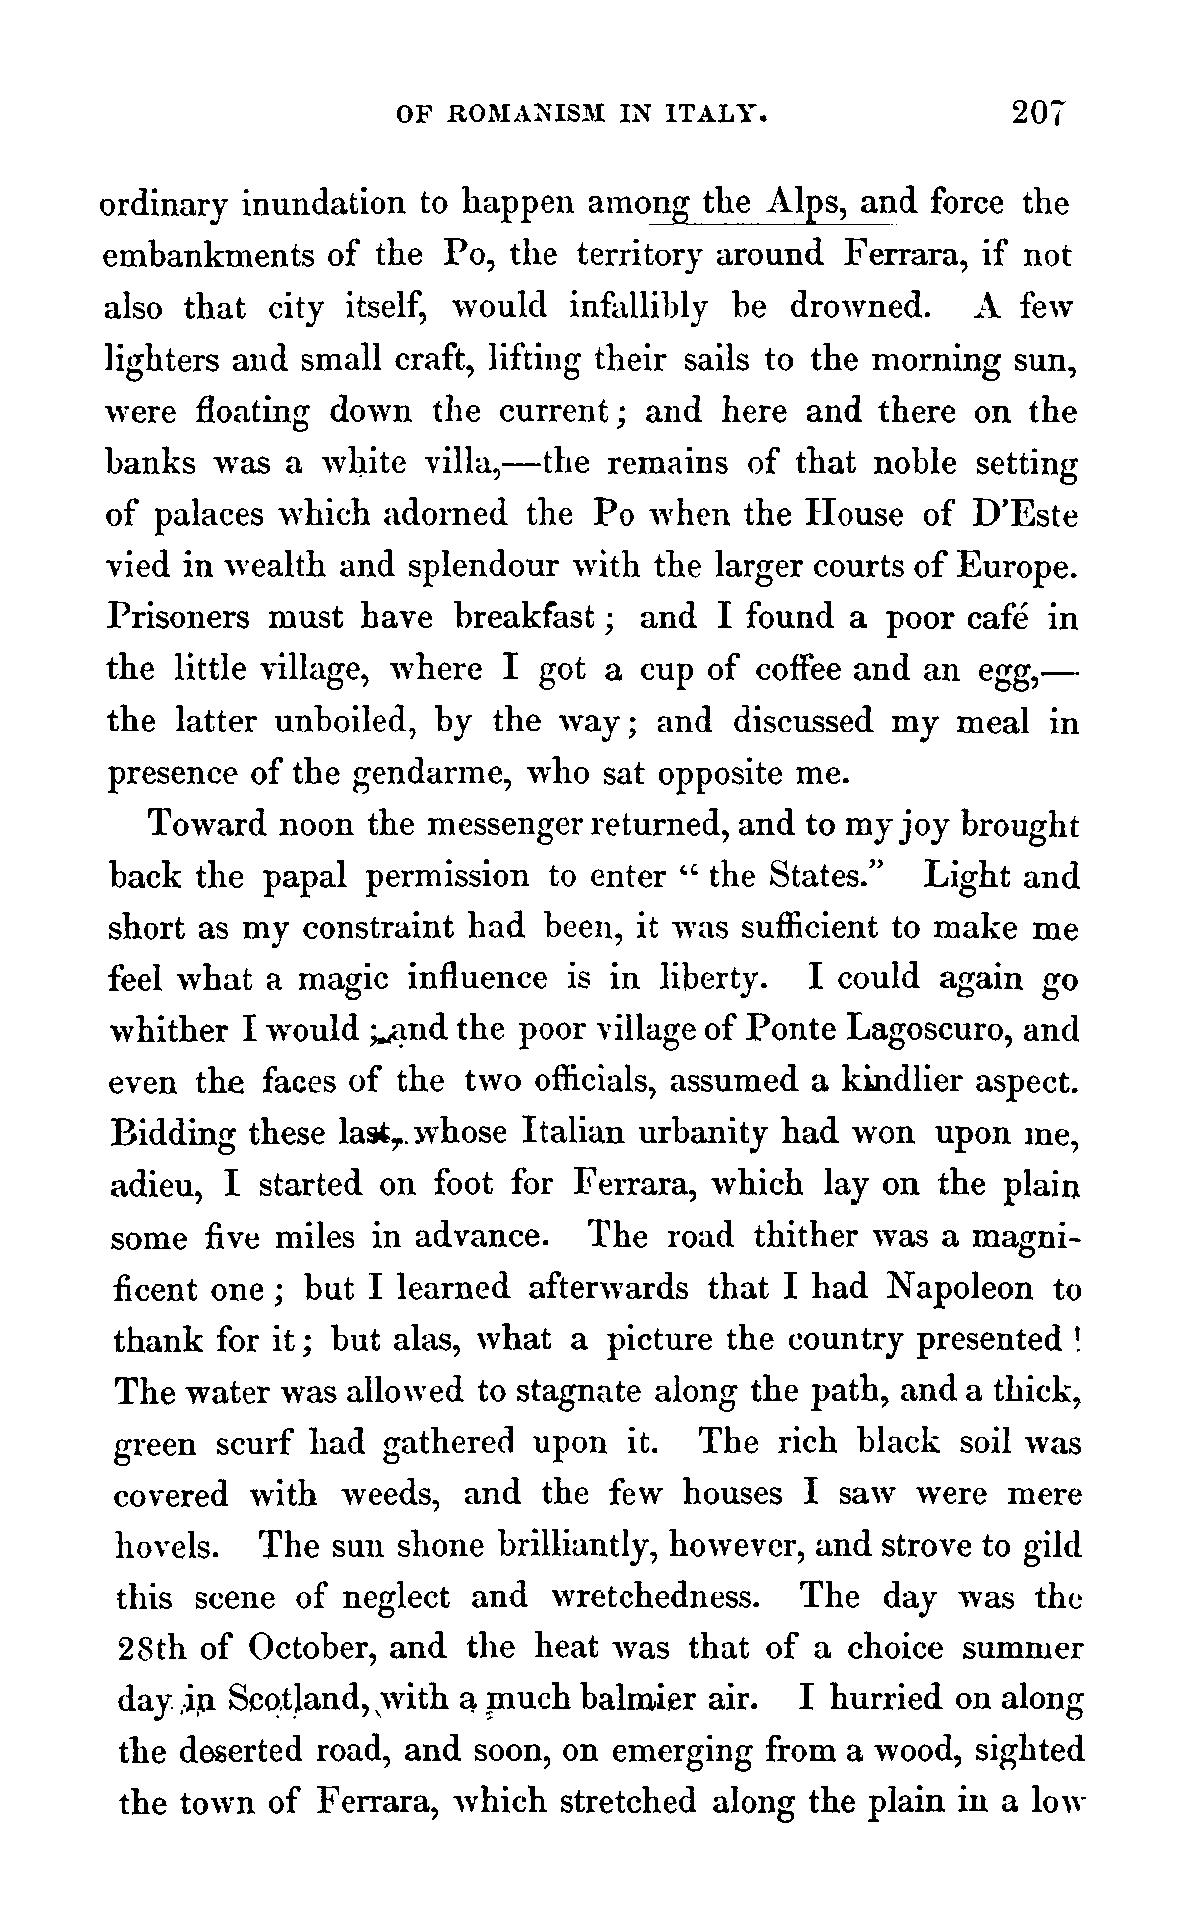 OF ROMANISM IN ITALY. 207
ordinary inundation to happen among the Alps, and force the
embankments of the Po, the territory around Ferrara, if not
also that city itself, would infallibly be drowned. A few
lighters and small craft, lifting their sails to the morning sun,
were floating down the current; and here and there on the
banks was a white villa,—the remains of that noble setting
of palaces which adorned the Po when the House of D'Este
vied in wealth and splendour with the larger courts of Europe.
Prisoners must have breakfast; and I found a poor café in
the little village, where I got a cup of coffee and an egg,—
the latter unboiled, by the way; and discussed my meal in
presence of the gendarme, who sat opposite me.
Toward noon the messenger returned, and to my joy brought
back the papal permission to enter "the States." Light and
short as my constraint had been, it was sufficient to make me
feel what a magic influence is in liberty. I could again go
whither I would; and the poor village of Ponte Lagoscuro, and
even the faces of the two officials, assumed a kindlier aspect.
Bidding these last, whose Italian urbanity had won upon me,
adieu, I started on foot for Ferrara, which lay on the plain
some five miles in advance. The road thither was a magni-
ficent one; but I learned afterwards that I had Napoleon to
thank for it; but alas, what a picture the country presented!
The water was allowed to stagnate along the path, and a thick,
green scurf had gathered upon it. The rich black soil was
covered with weeds, and the few houses I saw were mere
hovels. The sun shone brilliantly, however, and strove to gild
this scene of neglect and wretchedness. The day was the
28th of October, and the heat was that of a choice summer
day in Scotland, with a much balmier air. I hurried on along
the deserted road, and soon, on emerging from a wood, sighted
the town of Ferrara, which stretched along the plain in a low